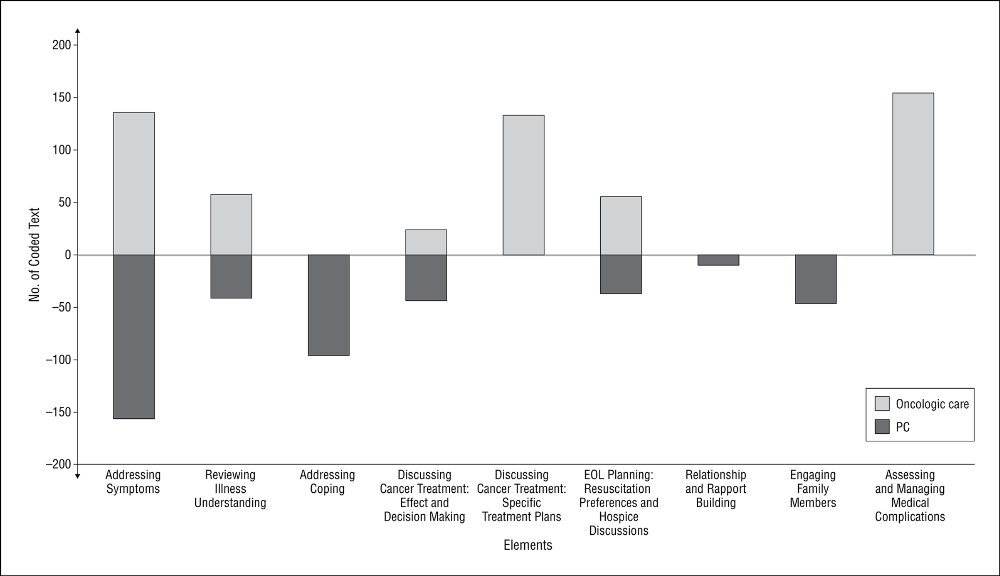 200
150
100
50
0
–50
–100
–150
–200
No. of Coded Text
Oncologic care
PC
Addressing
Symptoms
Reviewing
Illness
Understanding
Addressing
Coping
Discussing
Cancer Treatment:
Effect and
Decision Making
Discussing
Cancer Treatment:
Specific
Treatment Plans
EOL Planning:
Resuscitation
Preferences and
Hospice
Discussions
Relationship
and Rapport
Building
Engaging
Family
Members
Assessing
and Managing
Medical
Complications
Elements